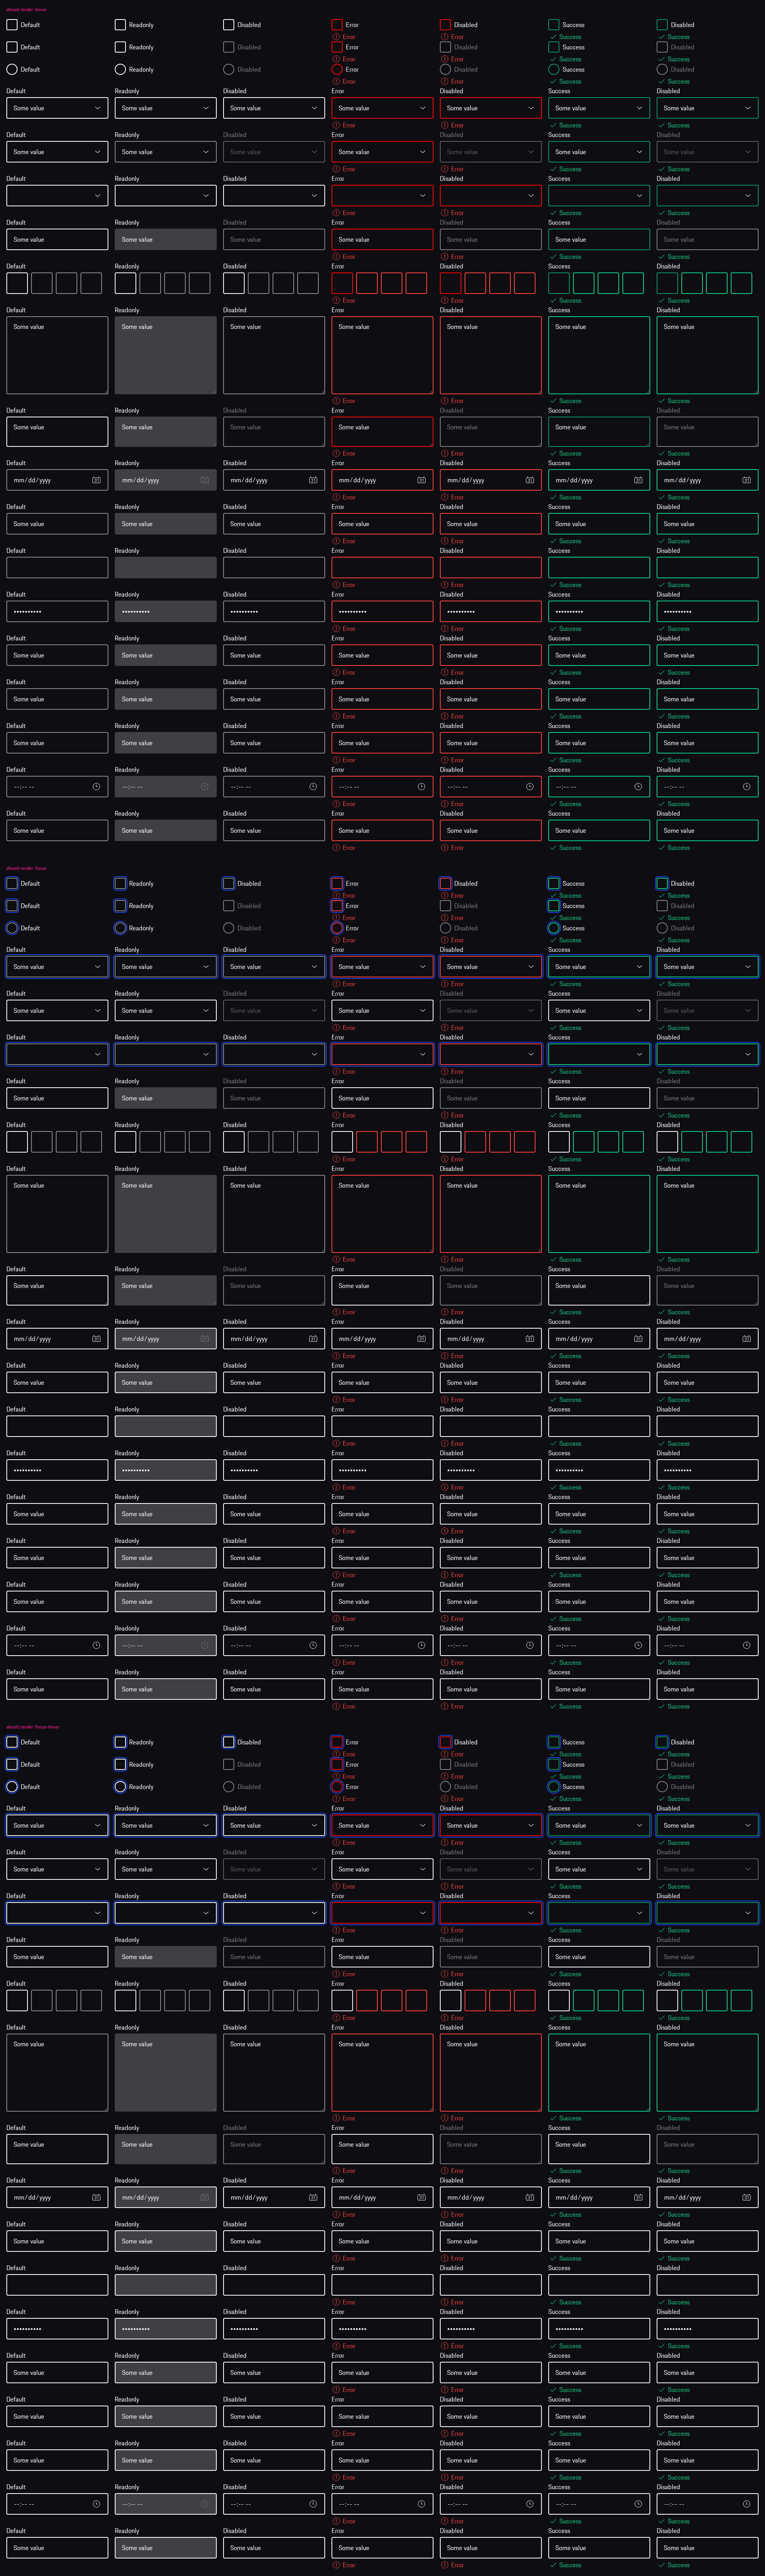 should render :hover
Default Readonly Disabled Error Disabled Success Disabled
Error Error Success Success
Default Readonly Disabled Error Disabled Success Disabled
Error Error Success Success
Default Readonly Disabled Error Disabled Success Disabled
Error Error Success Success
Default Readonly Disabled Error Disabled Success Disabled
Some value Some value Some value Some value Some value Some value Some value
Error Error Success Success
Default Readonly Disabled Error Disabled Success Disabled
Some value Some value Some value Some value Some value Some value Some value
Error Error Success Success
Default Readonly Disabled Error Disabled Success Disabled
Error Error Success Success
Default Readonly Disabled Error Disabled Success Disabled
Some value Some value Some value Some value Some value Some value Some value
Error Error Success Success
Default Readonly Disabled Error Disabled Success Disabled
Error Error Success Success
Default Readonly Disabled Error Disabled Success Disabled
Some value Some value Some value Some value Some value Some value Some value
Error Error Success Success
Default Readonly Disabled Error Disabled Success Disabled
Some value Some value Some value Some value Some value Some value Some value
Error Error Success Success
Default Readonly Disabled Error Disabled Success Disabled
mm/dd/yyyy mm/dd/yyyy mm/dd/yyyy mm/dd/yyyy mm/dd/yyyy mm/dd/yyyy mm/dd/yyyy
Error Error Success Success
Default Readonly Disabled Error Disabled Success Disabled
Some value Some value Some value Some value Some value Some value Some value
Error Error Success Success
Default Readonly Disabled Error Disabled Success Disabled
Error Error Success Success
Default Readonly Disabled Error Disabled Success Disabled
•••••••••• •••••••••• •••••••••• •••••••••• •••••••••• •••••••••• ••••••••••
Error Error Success Success
Default Readonly Disabled Error Disabled Success Disabled
Some value Some value Some value Some value Some value Some value Some value
Error Error Success Success
Default Readonly Disabled Error Disabled Success Disabled
Some value Some value Some value Some value Some value Some value Some value
Error Error Success Success
Default Readonly Disabled Error Disabled Success Disabled
Some value Some value Some value Some value Some value Some value Some value
Error Error Success Success
Default Readonly Disabled Error Disabled Success Disabled
--:-- -- --:-- -- --:-- -- --:-- -- --:-- -- --:-- -- --:-- --
Error Error Success Success
Default Readonly Disabled Error Disabled Success Disabled
Some value Some value Some value Some value Some value Some value Some value
Error Error Success Success
should render :focus
Default Readonly Disabled Error Disabled Success Disabled
Error Error Success Success
Default Readonly Disabled Error Disabled Success Disabled
Error Error Success Success
Default Readonly Disabled Error Disabled Success Disabled
Error Error Success Success
Default Readonly Disabled Error Disabled Success Disabled
Some value Some value Some value Some value Some value Some value Some value
Error Error Success Success
Default Readonly Disabled Error Disabled Success Disabled
Some value Some value Some value Some value Some value Some value Some value
Error Error Success Success
Default Readonly Disabled Error Disabled Success Disabled
Error Error Success Success
Default Readonly Disabled Error Disabled Success Disabled
Some value Some value Some value Some value Some value Some value Some value
Error Error Success Success
Default Readonly Disabled Error Disabled Success Disabled
Error Error Success Success
Default Readonly Disabled Error Disabled Success Disabled
Some value Some value Some value Some value Some value Some value Some value
Error Error Success Success
Default Readonly Disabled Error Disabled Success Disabled
Some value Some value Some value Some value Some value Some value Some value
Error Error Success Success
Default Readonly Disabled Error Disabled Success Disabled
mm/dd/yyyy mm/dd/yyyy mm/dd/yyyy mm/dd/yyyy mm/dd/yyyy mm/dd/yyyy mm/dd/yyyy
Error Error Success Success
Default Readonly Disabled Error Disabled Success Disabled
Some value Some value Some value Some value Some value Some value Some value
Error Error Success Success
Default Readonly Disabled Error Disabled Success Disabled
Error Error Success Success
Default Readonly Disabled Error Disabled Success Disabled
•••••••••• •••••••••• •••••••••• •••••••••• •••••••••• •••••••••• ••••••••••
Error Error Success Success
Default Readonly Disabled Error Disabled Success Disabled
Some value Some value Some value Some value Some value Some value Some value
Error Error Success Success
Default Readonly Disabled Error Disabled Success Disabled
Some value Some value Some value Some value Some value Some value Some value
Error Error Success Success
Default Readonly Disabled Error Disabled Success Disabled
Some value Some value Some value Some value Some value Some value Some value
Error Error Success Success
Default Readonly Disabled Error Disabled Success Disabled
--:-- -- --:-- -- --:-- -- --:-- -- --:-- -- --:-- -- --:-- --
Error Error Success Success
Default Readonly Disabled Error Disabled Success Disabled
Some value Some value Some value Some value Some value Some value Some value
Error Error Success Success
should render :focus-hover
Default Readonly Disabled Error Disabled Success Disabled
Error Error Success Success
Default Readonly Disabled Error Disabled Success Disabled
Error Error Success Success
Default Readonly Disabled Error Disabled Success Disabled
Error Error Success Success
Default Readonly Disabled Error Disabled Success Disabled
Some value Some value Some value Some value Some value Some value Some value
Error Error Success Success
Default Readonly Disabled Error Disabled Success Disabled
Some value Some value Some value Some value Some value Some value Some value
Error Error Success Success
Default Readonly Disabled Error Disabled Success Disabled
Error Error Success Success
Default Readonly Disabled Error Disabled Success Disabled
Some value Some value Some value Some value Some value Some value Some value
Error Error Success Success
Default Readonly Disabled Error Disabled Success Disabled
Error Error Success Success
Default Readonly Disabled Error Disabled Success Disabled
Some value Some value Some value Some value Some value Some value Some value
Error Error Success Success
Default Readonly Disabled Error Disabled Success Disabled
Some value Some value Some value Some value Some value Some value Some value
Error Error Success Success
Default Readonly Disabled Error Disabled Success Disabled
mm/dd/yyyy mm/dd/yyyy mm/dd/yyyy mm/dd/yyyy mm/dd/yyyy mm/dd/yyyy mm/dd/yyyy
Error Error Success Success
Default Readonly Disabled Error Disabled Success Disabled
Some value Some value Some value Some value Some value Some value Some value
Error Error Success Success
Default Readonly Disabled Error Disabled Success Disabled
Error Error Success Success
Default Readonly Disabled Error Disabled Success Disabled
•••••••••• •••••••••• •••••••••• •••••••••• •••••••••• •••••••••• ••••••••••
Error Error Success Success
Default Readonly Disabled Error Disabled Success Disabled
Some value Some value Some value Some value Some value Some value Some value
Error Error Success Success
Default Readonly Disabled Error Disabled Success Disabled
Some value Some value Some value Some value Some value Some value Some value
Error Error Success Success
Default Readonly Disabled Error Disabled Success Disabled
Some value Some value Some value Some value Some value Some value Some value
Error Error Success Success
Default Readonly Disabled Error Disabled Success Disabled
--:-- -- --:-- -- --:-- -- --:-- -- --:-- -- --:-- -- --:-- --
Error Error Success Success
Default Readonly Disabled Error Disabled Success Disabled
Some value Some value Some value Some value Some value Some value Some value
Error Error Success Success